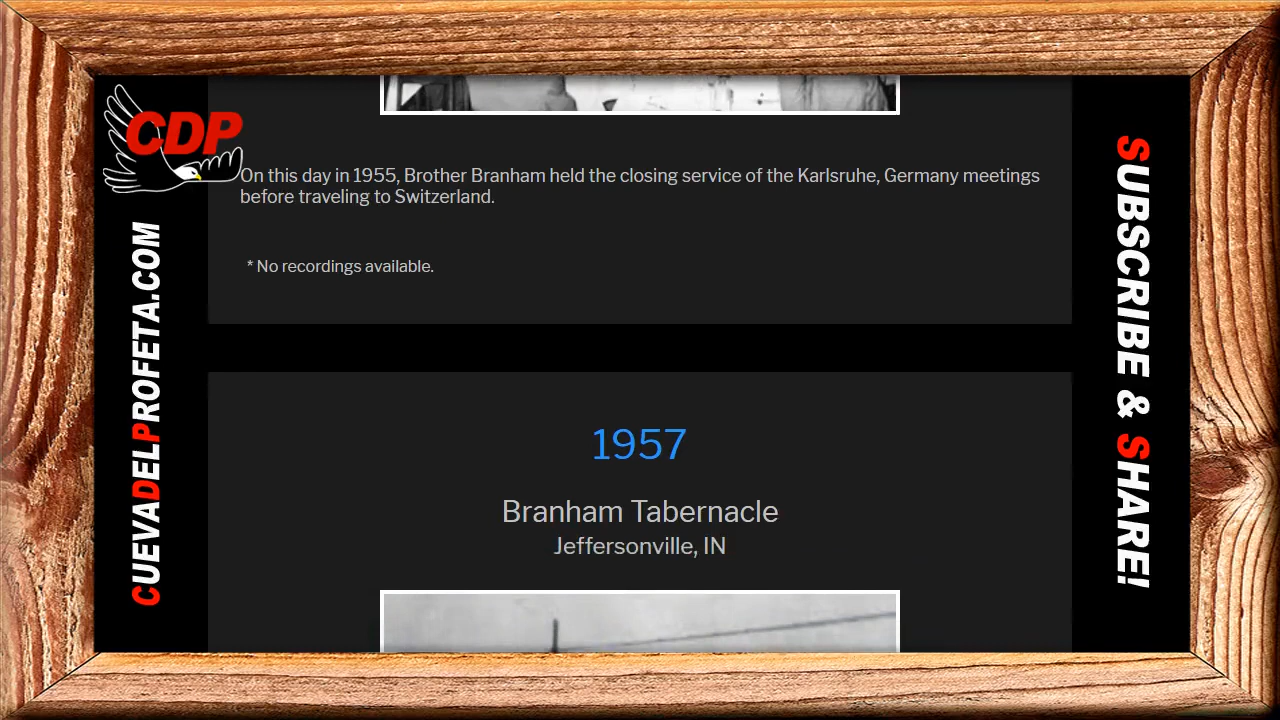 CDP
On this day in 1955, Brother Branham held the closing service of the Karlsruhe, Germany meetings
before traveling to Switzerland.
* No recordings available.
1957
Branham Tabernacle
Jeffersonville, IN
CUEVADELPROFETA.COM
SUBSCRIBE & SHARE!